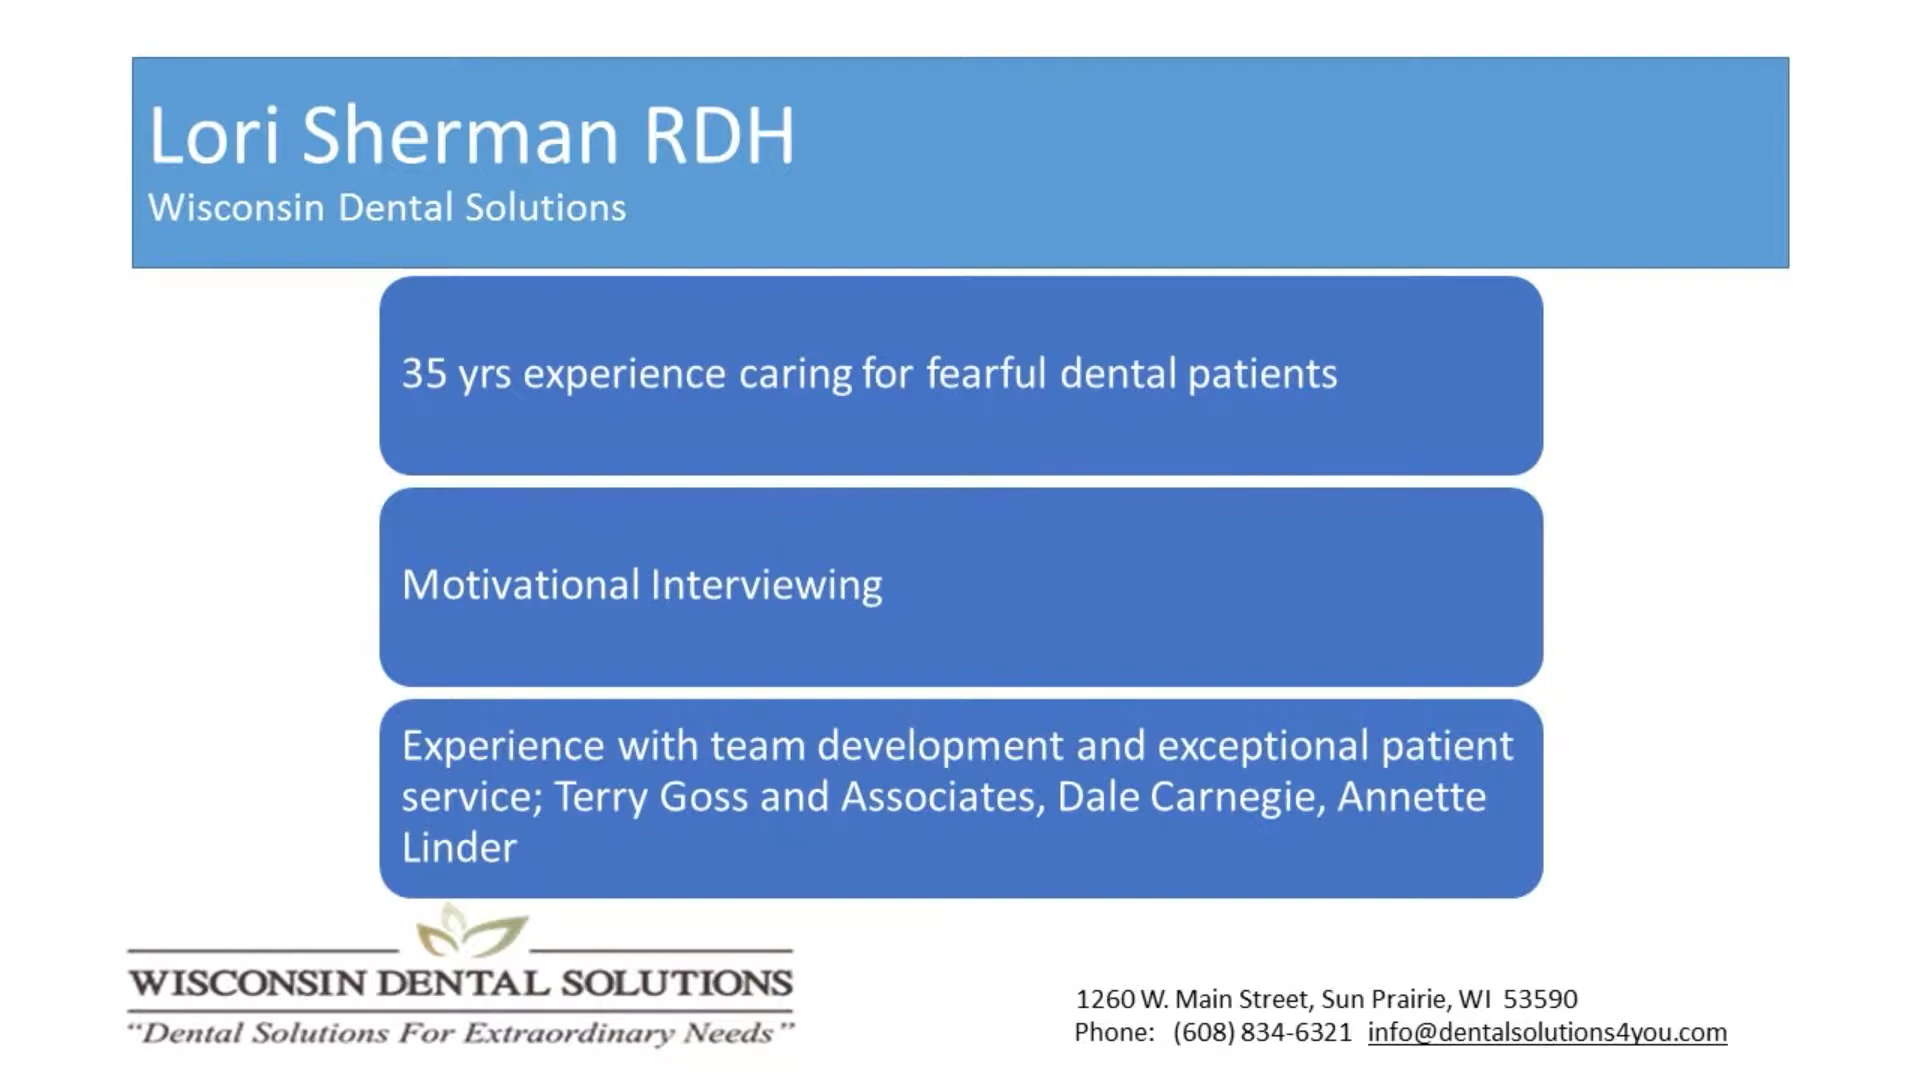 Lori Sherman RDH
Wisconsin Dental Solutions
35 yrs experience caring for fearful dental patients
Motivational Interviewing
Experience with team development and exceptional patient
service; Terry Goss and Associates, Dale Carnegie, Annette
Linder
WISCONSIN DENTAL SOLUTIONS
"Dental Solutions For Extraordinary Needs"
1260 W. Main Street, Sun Prairie, WI 53590
Phone: (608) 834-6321 info@dentalsolutions4you.com